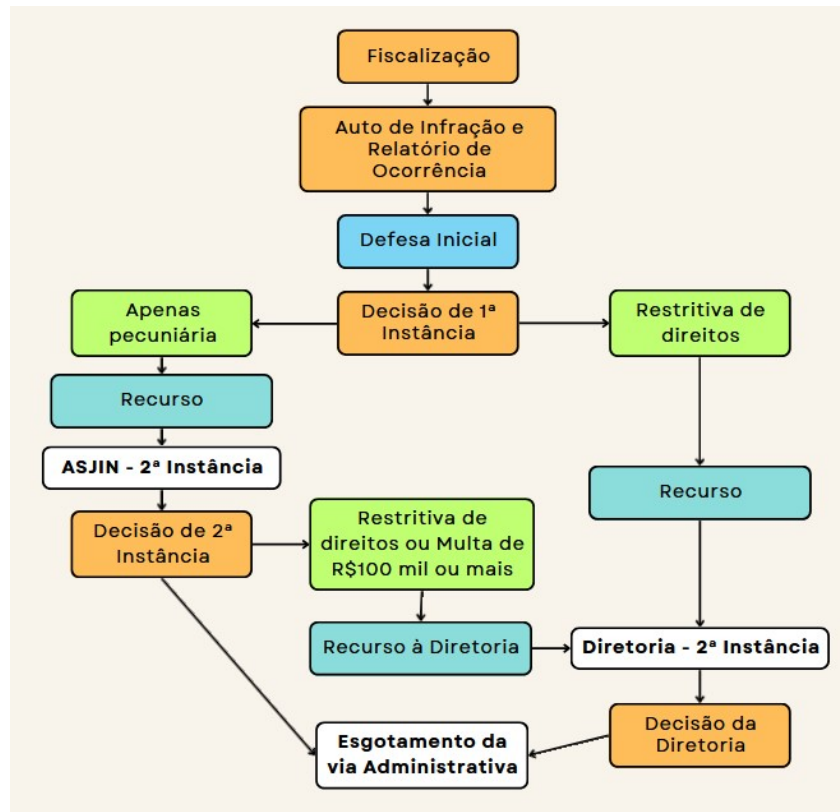 Fiscalização
Auto de Infração e
Relatório de
Ocorrência
Defesa Inicial
Apenas
pecuniária
Decisão de 1ª
Instância
Restritiva de
direitos
Recurso
ASJIN - 2ª Instância
Recurso
Decisão de 2ª
Instância
Restritiva de
direitos ou Multa de
R$100 mil ou mais
Recurso à Diretoria
Diretoria - 2ª Instância
Decisão da
Diretoria
Esgotamento da
via Administrativa